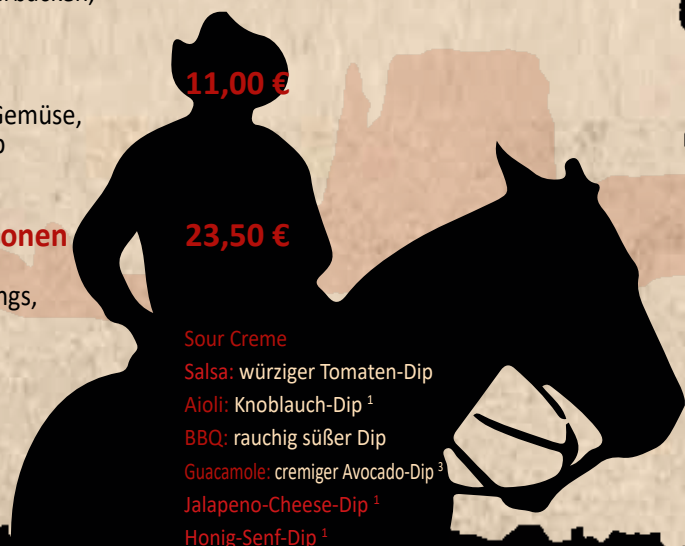 11,00 €
Gemüse,
23,50 €
Sour Creme
Salsa: würziger Tomaten-Dip
Aioli: Knoblauch-Dip ¹
BBQ: rauchig süßer Dip
Guacamole: cremiger Avocado-Dip ³
Jalapeno-Cheese-Dip ¹
Honig-Senf-Dip ¹